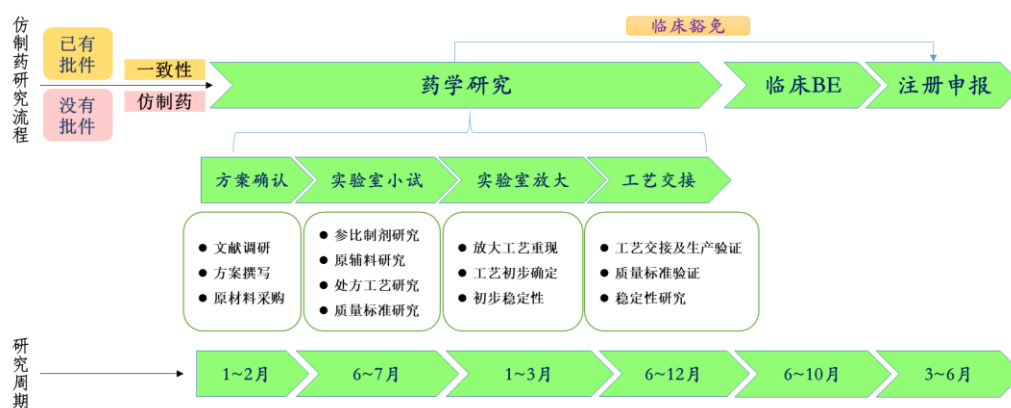 仿制药研究流程
已有
批件
没有
批件
一致性
仿制药
临床豁免
药学研究
临床BE
注册申报
方案确认
实验室小试
实验室放大
工艺交接
● 文献调研
● 方案撰写
● 原材料采购
● 参比制剂研究
● 原辅料研究
● 处方工艺研究
● 质量标准研究
● 放大工艺重现
● 工艺初步确定
● 初步稳定性
● 工艺交接及生产验证
● 质量标准验证
● 稳定性研究
研究周期
1~2月
6~7月
1~3月
6~12月
6~10月
3~6月